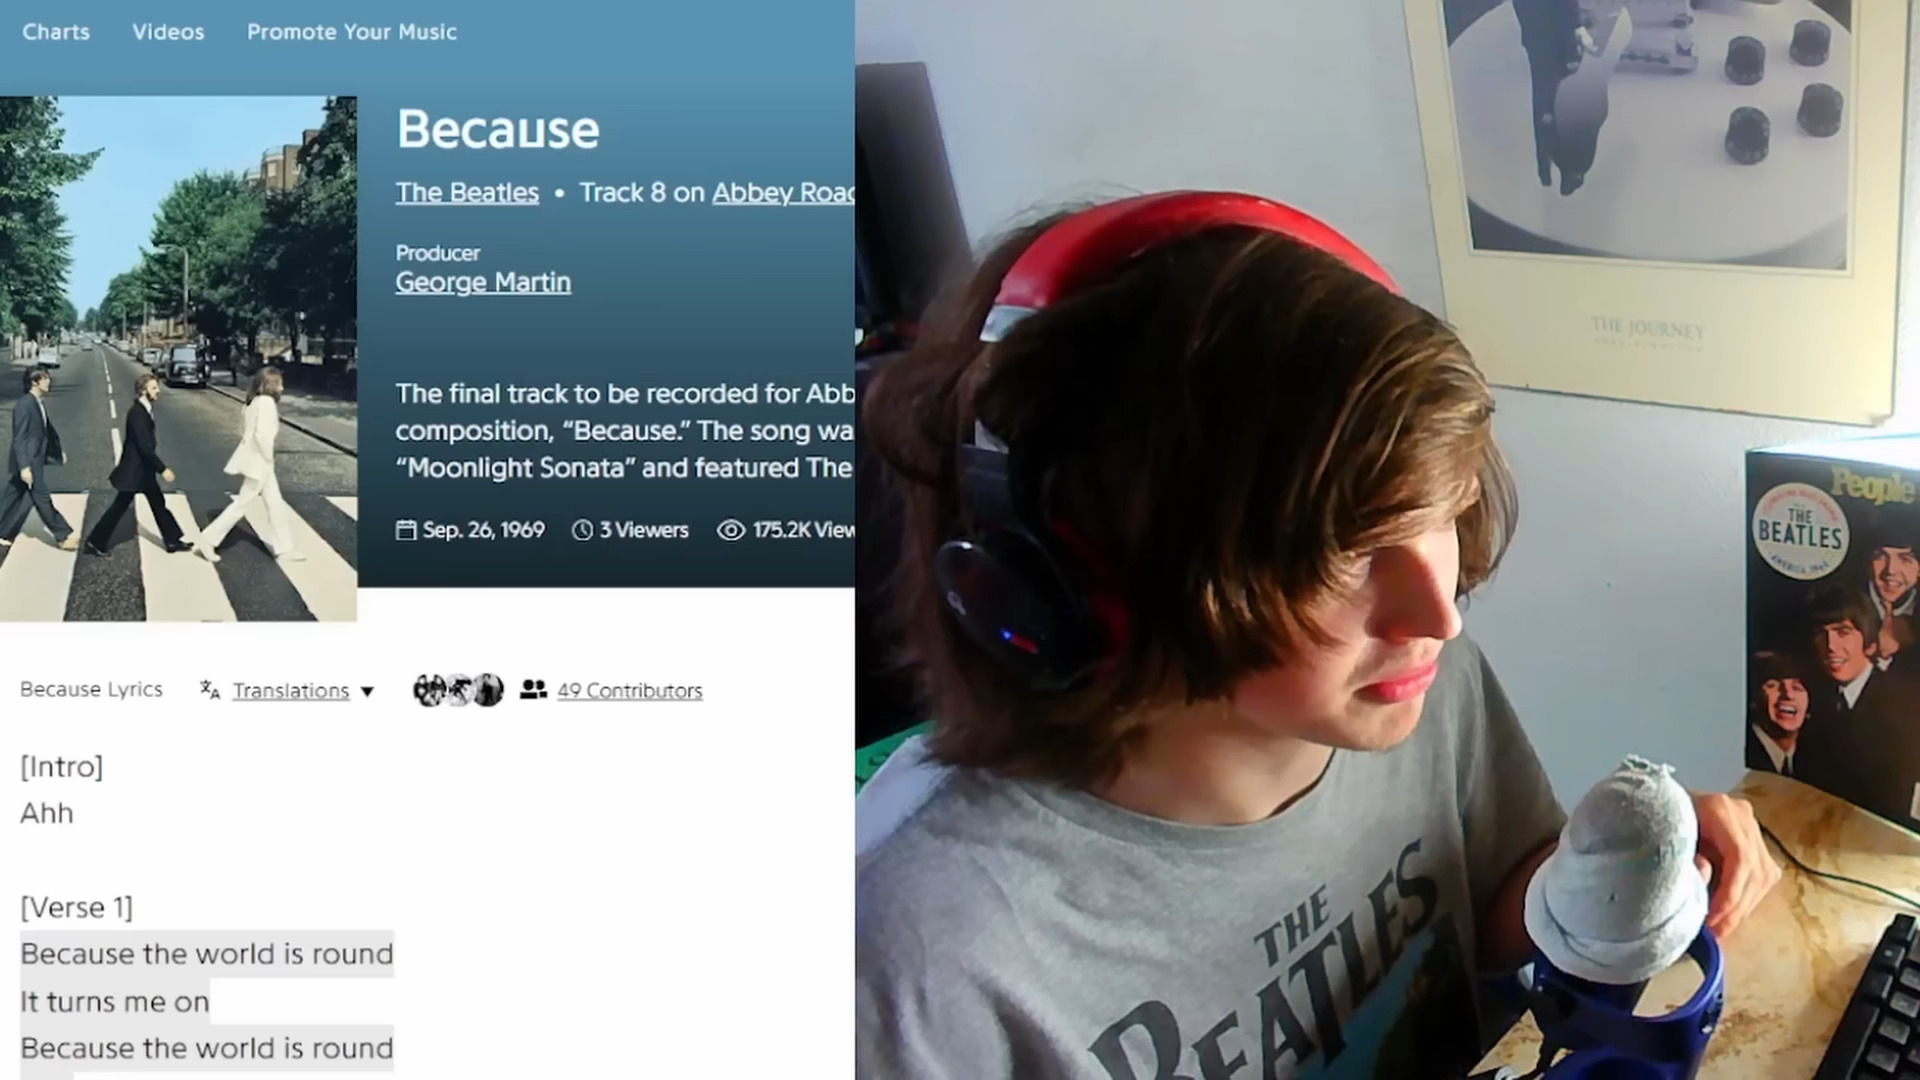 Charts Videos Promote Your Music
Because
The Beatles • Track 8 on Abbey Road
Producer
George Martin
The final track to be recorded for Abb
composition, “Because.” The song wa
“Moonlight Sonata” and featured The
Sep. 26, 1969 3 Viewers 175.2K View
Because Lyrics Translations 49 Contributors
[Intro]
Ahh
[Verse 1]
Because the world is round
It turns me on
Because the world is round
THE JOURNEY
People
THE
BEATLES
THE
BEATLES